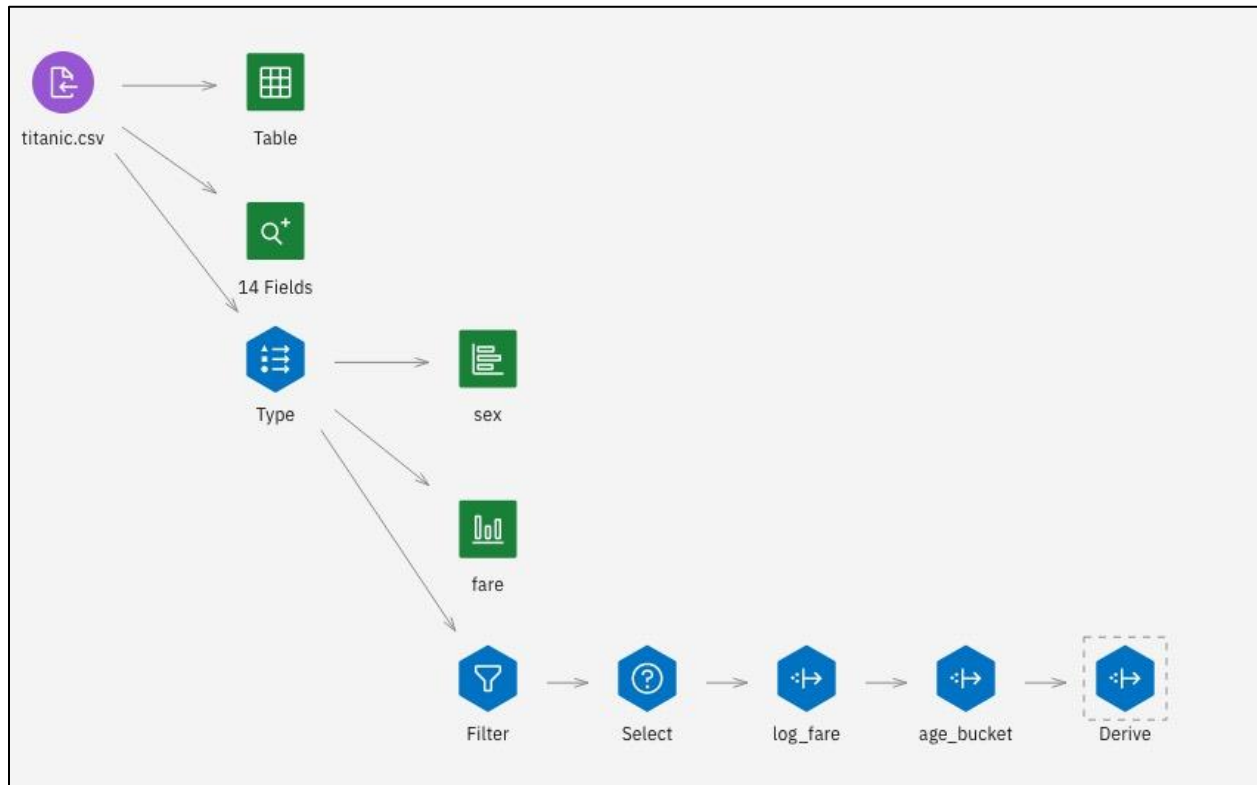 titanic.csv
Table
14 Fields
Type
sex
fare
Filter
Select
log_fare
age_bucket
Derive